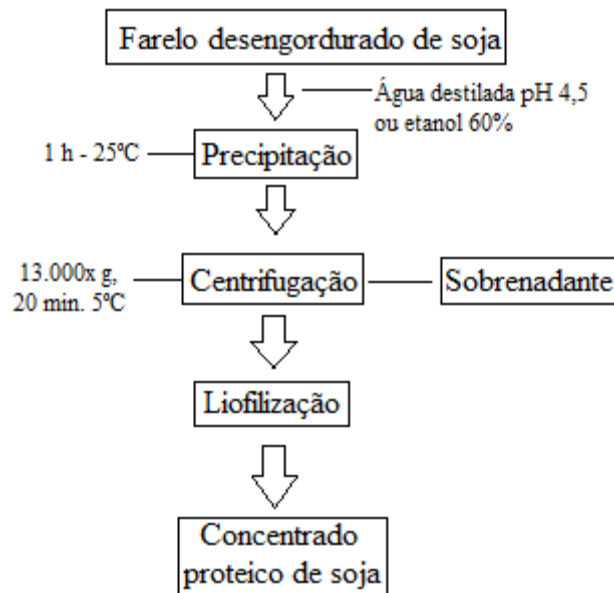 Farelo desengordurado de soja
Água destilada pH 4,5
ou etanol 60%
1 h - 25ºC
Precipitação
13.000x g,
20 min. 5ºC
Centrifugação
Sobrenadante
Liofilização
Concentrado
proteico de soja